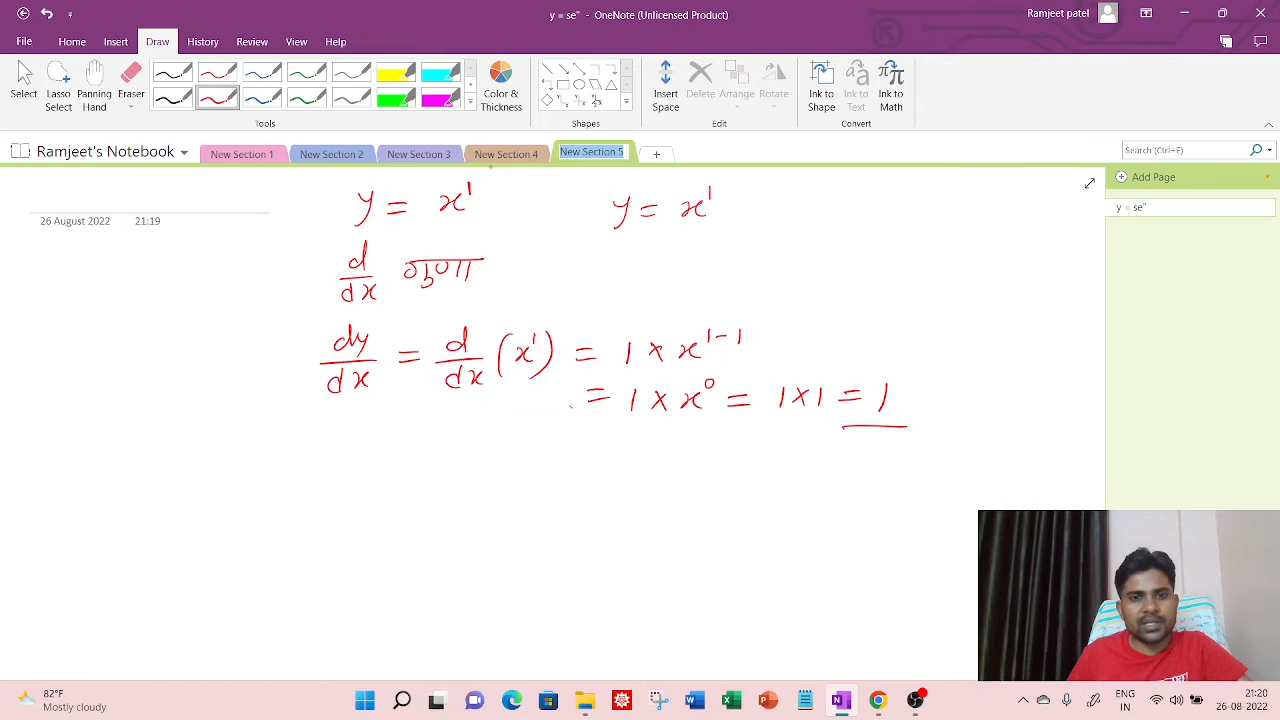 y = se" - OneNote (Unlicensed Product)
Ramjeet patel
File Home Insert Draw History Review View Help
Select
Lasso Select
Panning Hand
Eraser
Color & Thickness
Insert Space
Delete
Arrange
Rotate
Ink to Shape
Ink to Text
Ink to Math
Tools
Shapes
Edit
Convert
Ramjeet's Notebook
New Section 1
New Section 2
New Section 3
New Section 4
New Section 5
Search (Ctrl+E)
Add Page
y = se"
26 August 2022 21:19
y = x¹ y = x¹
d/dx गुणा
dy/dx = d/dx (x¹) = 1 × x¹⁻¹
= 1 × x⁰ = 1 × 1 = 1
82°F
Mostly cloudy
ENG
IN
21:20
26-08-2022